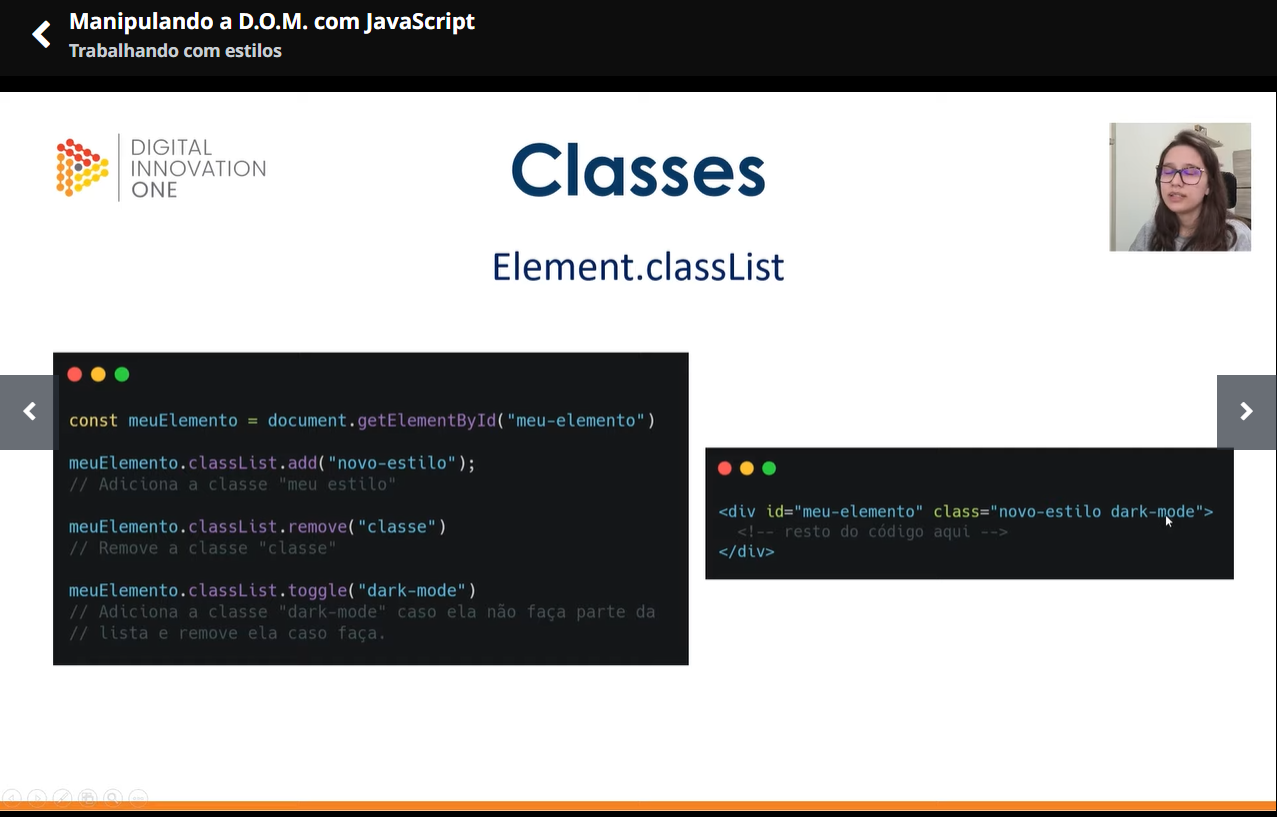 Manipulando a D.O.M. com JavaScript
Trabalhando com estilos
DIGITAL
INNOVATION
ONE
Classes
Element.classList
const meuElemento = document.getElementById("meu-elemento")
meuElemento.classList.add("novo-estilo");
// Adiciona a classe "meu estilo"
meuElemento.classList.remove("classe")
// Remove a classe "classe"
meuElemento.classList.toggle("dark-mode")
// Adiciona a classe "dark-mode" caso ela não faça parte da
// lista e remove ela caso faça.
<div id="meu-elemento" class="novo-estilo dark-mode">
<!-- resto do código aqui -->
</div>